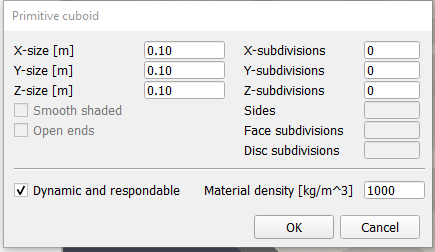 Primitive cuboid
X-size [m] 0.10 X-subdivisions 0
Y-size [m] 0.10 Y-subdivisions 0
Z-size [m] 0.10 Z-subdivisions 0
Smooth shaded Sides
Open ends Face subdivisions
Disc subdivisions
Dynamic and respondable Material density [kg/m^3] 1000
OK Cancel